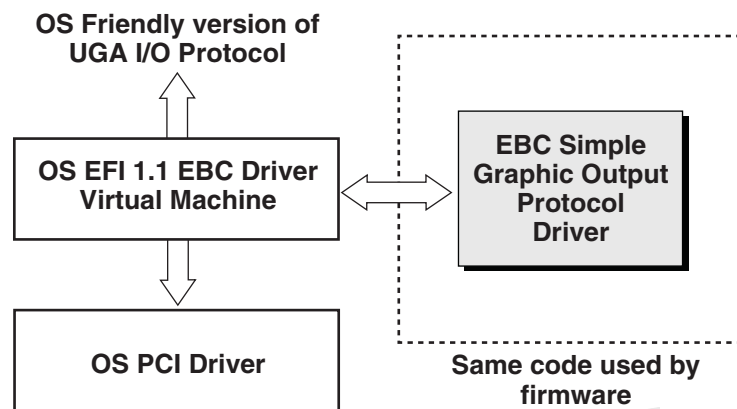 OS Friendly version of
UGA I/O Protocol
OS EFI 1.1 EBC Driver
Virtual Machine
EBC Simple
Graphic Output
Protocol
Driver
OS PCI Driver
Same code used by
firmware